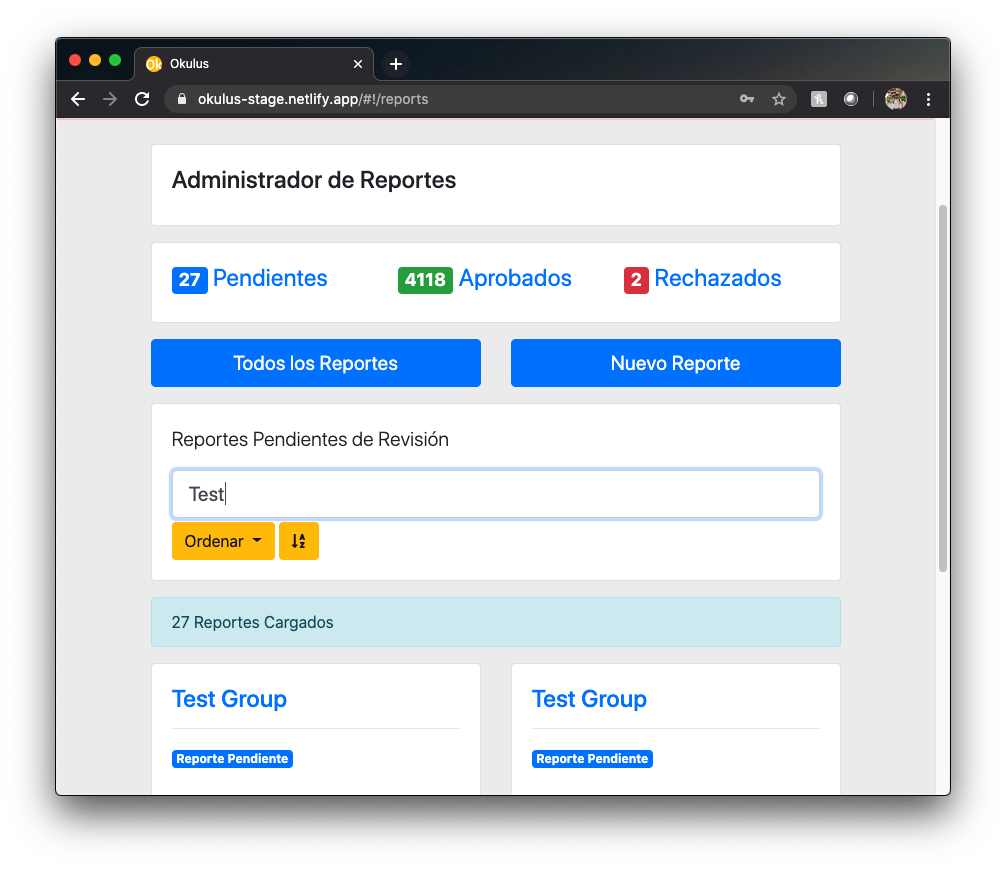 Okulus
okulus-stage.netlify.app/#!/reports
Administrador de Reportes
27 Pendientes 4118 Aprobados 2 Rechazados
Todos los Reportes Nuevo Reporte
Reportes Pendientes de Revisión
Test
Ordenar
27 Reportes Cargados
Test Group Test Group
Reporte Pendiente Reporte Pendiente